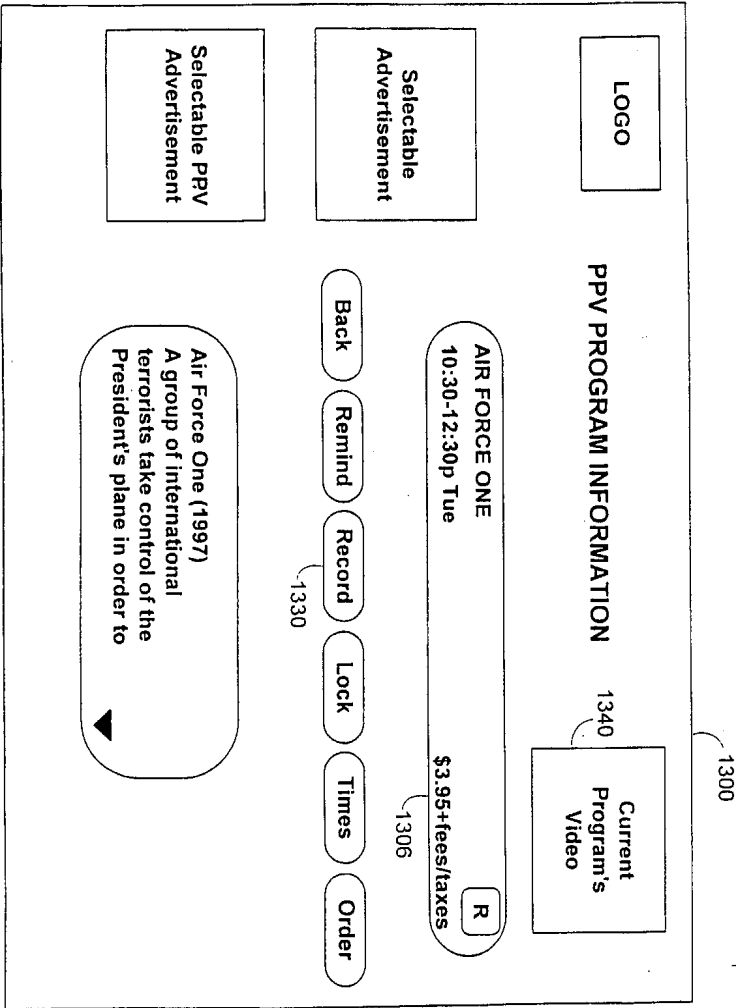 1300
LOGO
PPV PROGRAM INFORMATION
1340
Current
Program's
Video
Selectable
Advertisement
AIR FORCE ONE
10:30-12:30p Tue
R
$3.95+fees/taxes
1306
Back
Remind
Record
Lock
Times
Order
1330
Selectable PPV
Advertisement
Air Force One (1997)
A group of international
terrorists take control of the
President's plane in order to